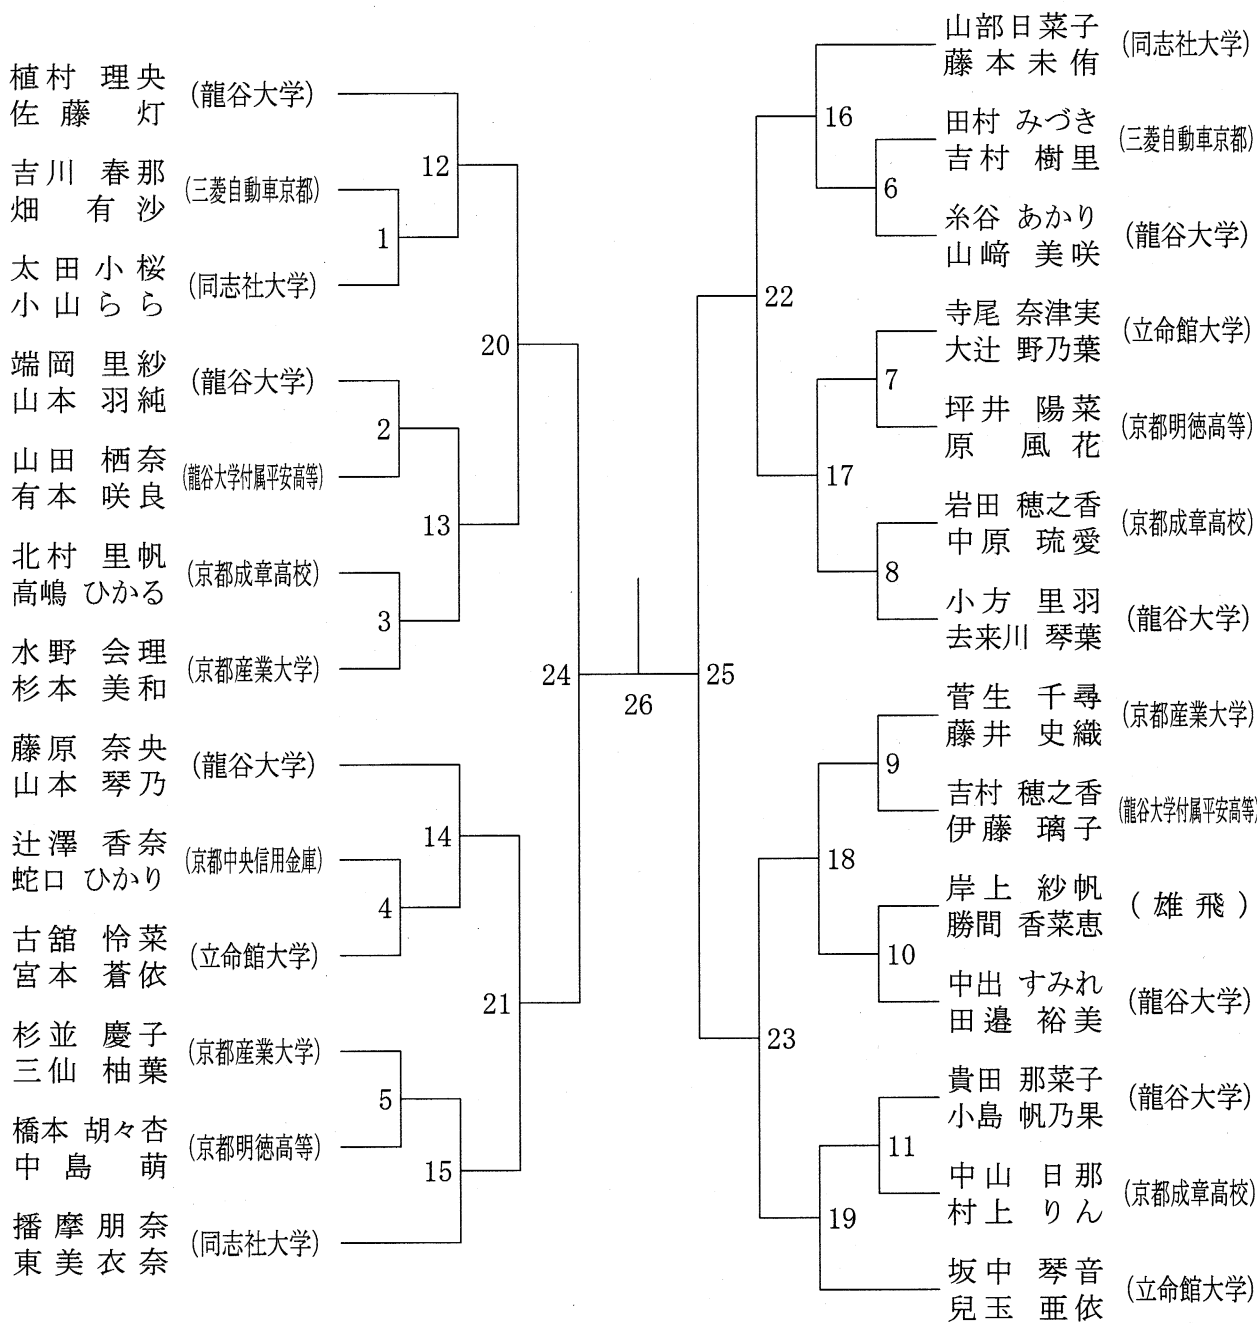 植村 理央
佐藤 灯
(龍谷大学)
吉川 春那
畑 有沙
(三菱自動車京都)
太田小桜
小山らら
(同志社大学)
端岡 里紗
山本 羽純
(龍谷大学)
山田 栖奈
有本 咲良
(龍谷大学付属平安高等)
北村 里帆
高嶋 ひかる
(京都成章高校)
水野 会理
杉本 美和
(京都産業大学)
藤原 奈央
山本 琴乃
(龍谷大学)
辻澤 香奈
蛇口 ひかり
(京都中央信用金庫)
古舘 怜菜
宮本 蒼依
(立命館大学)
杉並 慶子
三仙 柚葉
(京都産業大学)
橋本 胡々杏
中島 萌
(京都明徳高等)
播摩朋奈
東美衣奈
(同志社大学)
12
1
20
2
13
3
24
14
4
21
5
15
26
25
16
6
22
7
17
8
9
18
10
23
11
19
山部日菜子
藤本未侑
(同志社大学)
田村 みづき
吉村 樹里
(三菱自動車京都)
糸谷 あかり
山﨑 美咲
(龍谷大学)
寺尾 奈津実
大辻 野乃葉
(立命館大学)
坪井 陽菜
原 風花
(京都明徳高等)
岩田 穂之香
中原 琉愛
(京都成章高校)
小方 里羽
去来川 琴葉
(龍谷大学)
菅生 千尋
藤井 史織
(京都産業大学)
吉村 穂之香
伊藤 璃子
(龍谷大学付属平安高等)
岸上 紗帆
勝間 香菜恵
(雄飛)
中出 すみれ
田邉 裕美
(龍谷大学)
貴田 那菜子
小島 帆乃果
(龍谷大学)
中山 日那
村上 りん
(京都成章高校)
坂中 琴音
兒玉 亜依
(立命館大学)